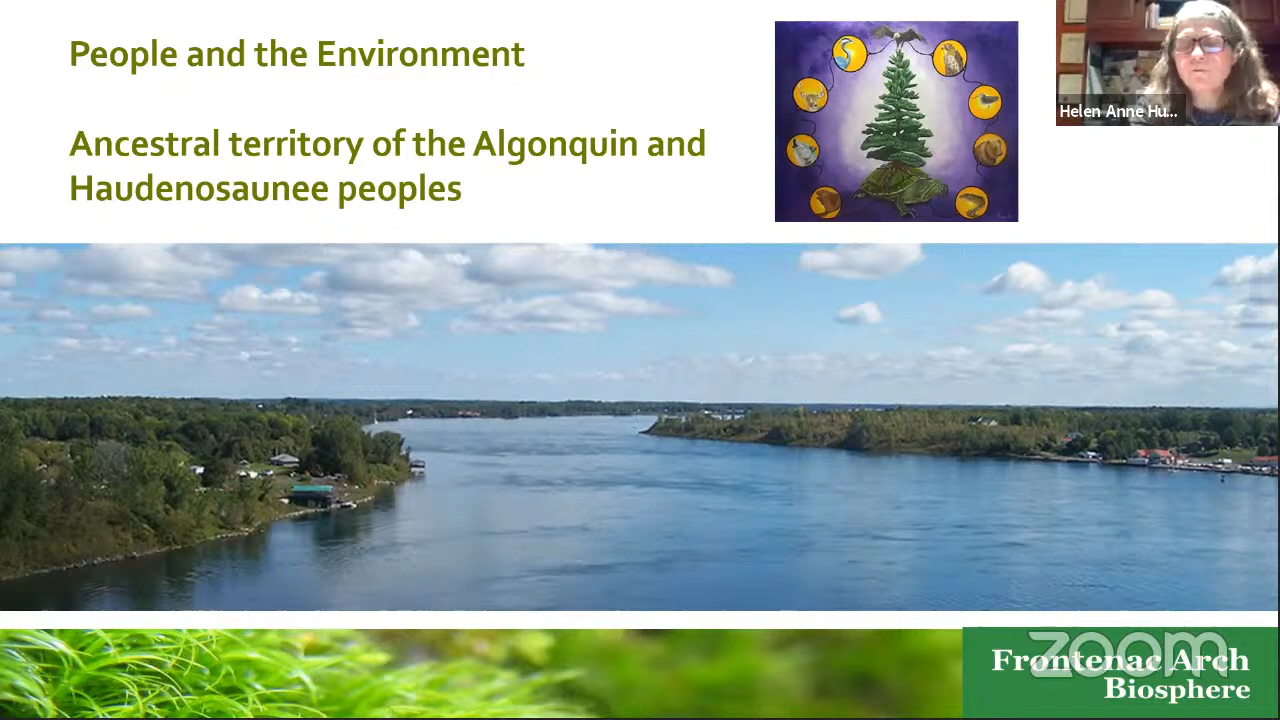 People and the Environment
Ancestral territory of the Algonquin and
Haudenosaunee peoples
Helen Anne Hu...
zoom
Frontenac Arch
Biosphere